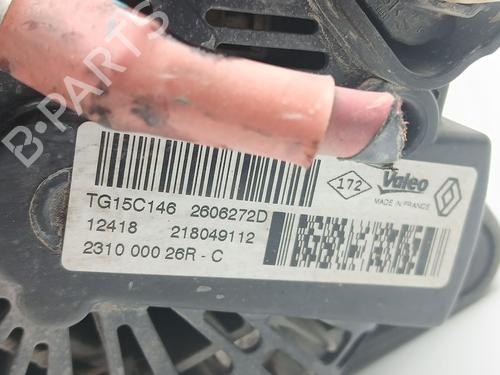 B-PARTS
172
Valeo
MADE IN FRANCE
TG15C146 2606272D
12418 218049112
2310 000 26R - C